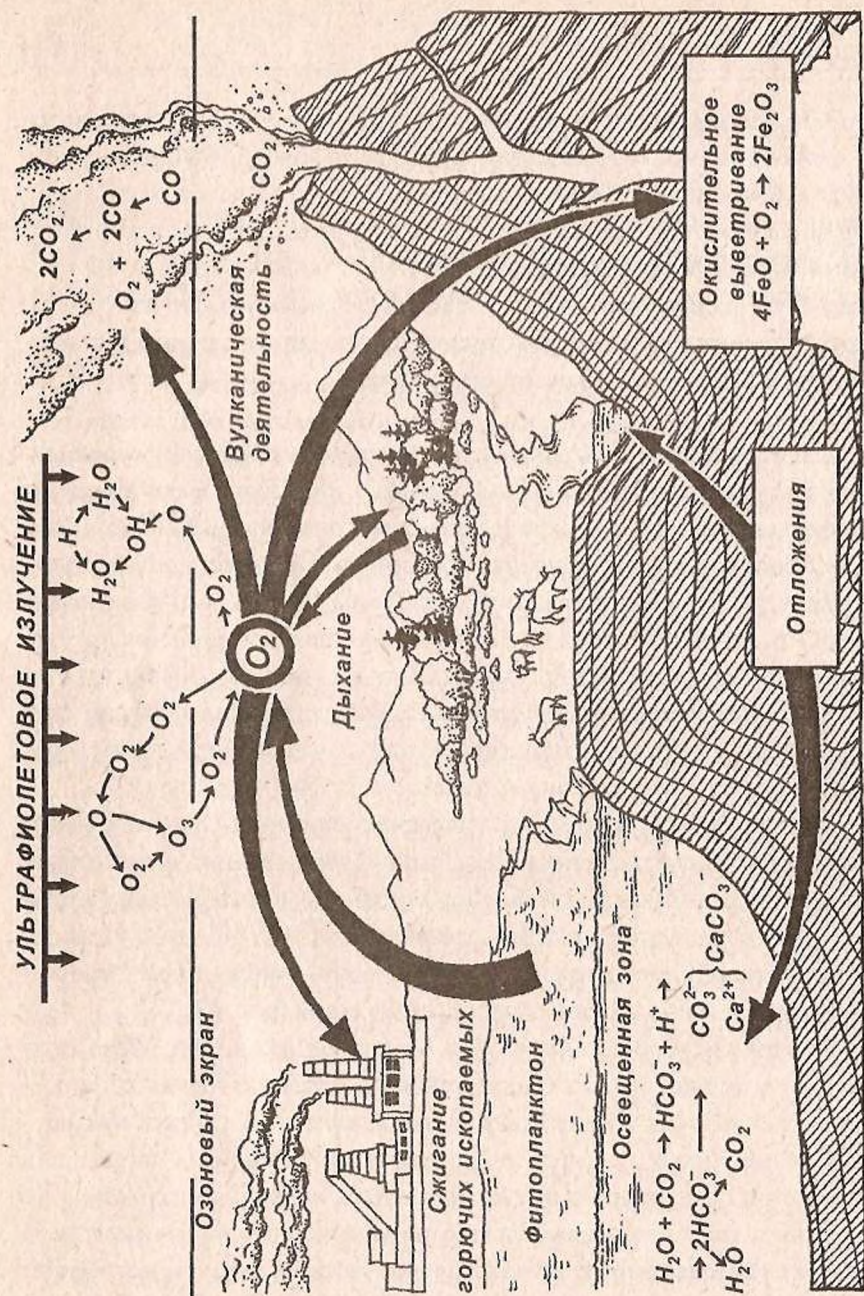 УЛЬТРАФИОЛЕТОВОЕ ИЗЛУЧЕНИЕ
O
O₂
O₃
O₂
O₂
O₂
O₂
O₂
O
OH
H₂O
H
H₂O
2CO₂
O₂ + 2CO
CO
CO₂
Озоновый экран
Вулканическая
деятельность
Дыхание
Сжигание
горючих ископаемых
Фитопланктон
Освещенная зона
H₂O + CO₂ → HCO₃⁻ + H⁺ →
→ 2HCO₃⁻ → CO₃²⁻
Ca²⁺ } CaCO₃
H₂O CO₂
Отложения
Окислительное
выветривание
4FeO + O₂ → 2Fe₂O₃